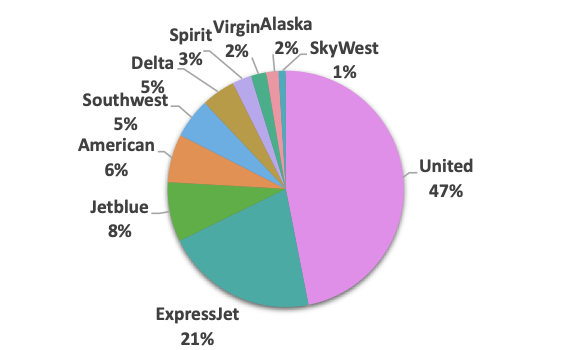 United
47%
ExpressJet
21%
Jetblue
8%
American
6%
Southwest
5%
Delta
5%
Spirit
3%
Virgin
2%
Alaska
2%
SkyWest
1%